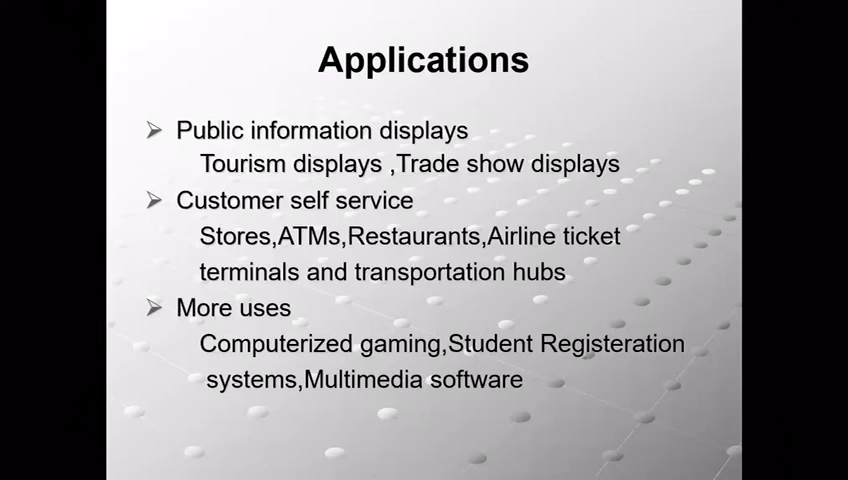 Applications
Public information displays
Tourism displays ,Trade show displays
Customer self service
Stores,ATMs,Restaurants,Airline ticket
terminals and transportation hubs
More uses
Computerized gaming,Student Registeration
systems,Multimedia software